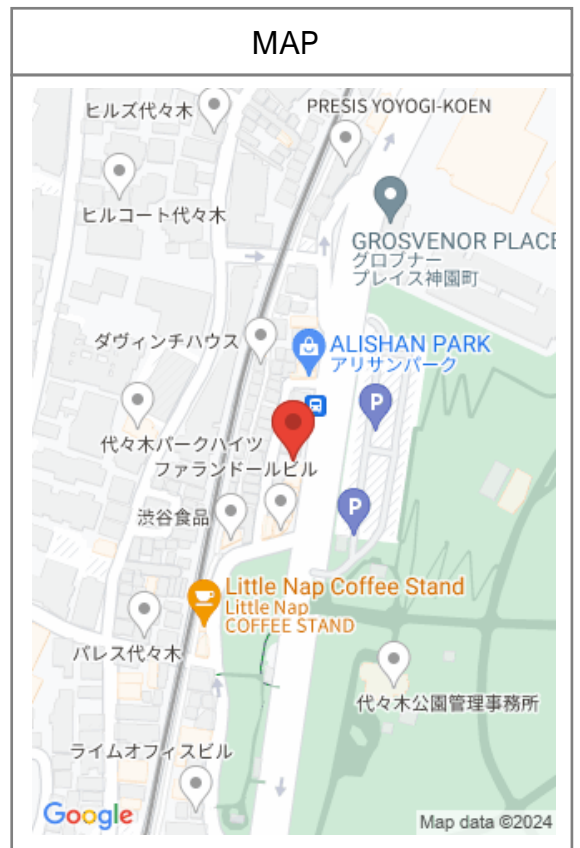 MAP
ヒルズ代々木
PRESIS YOYOGI-KOEN
ヒルコート代々木
GROSVENOR PLACE
グロブナー
プレイス神園町
ダヴィンチハウス
ALISHAN PARK
アリサンパーク
P
代々木パークハイツ
ファランドールビル
P
渋谷食品
Little Nap Coffee Stand
Little Nap
COFFEE STAND
パレス代々木
代々木公園管理事務所
ライムオフィスビル
Google
Map data ©2024